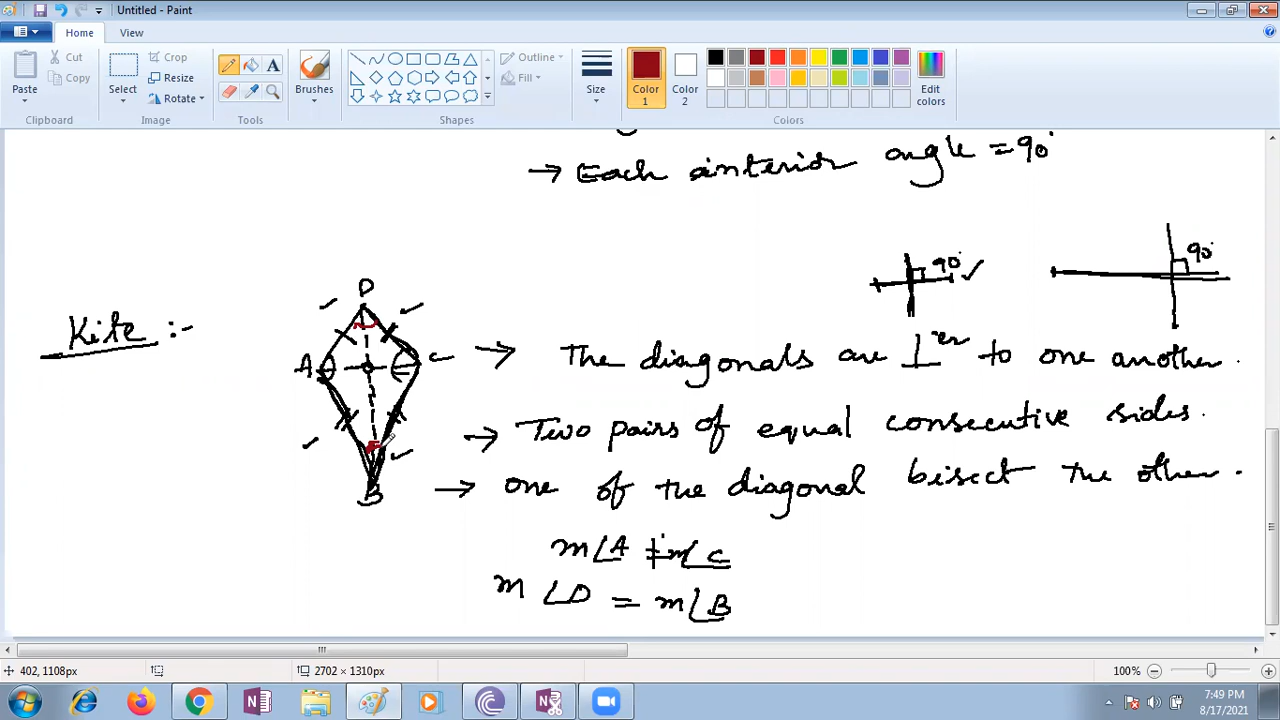 Untitled - Paint
Home View
Paste
Cut
Copy
Clipboard
Select
Crop
Resize
Rotate
Image
A
Tools
Brushes
Shapes
Outline
Fill
Size
Color 1
Color 2
Edit colors
Colors
→ Each interior angle = 90°
90° ✓
90°
Kite :-
D
A
C
B
→ The diagonals are ⊥er to one another.
→ Two pairs of equal consecutive sides.
→ one of the diagonal bisect the other.
m∠A ≠ m∠C
m∠D = m∠B
402, 1108px
2702 × 1310px
100%
7:49 PM
8/17/2021